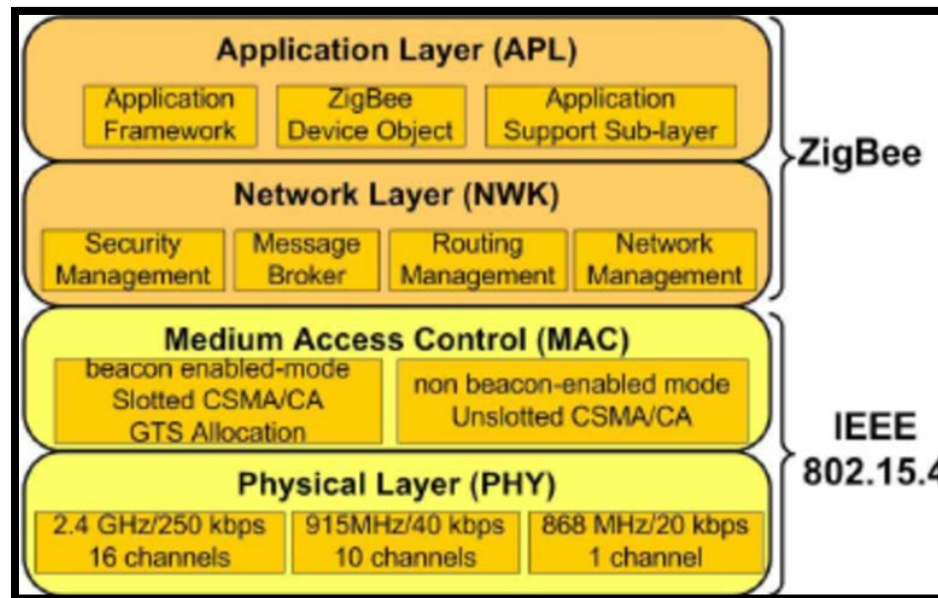 Application Layer (APL)
Application
Framework
ZigBee
Device Object
Application
Support Sub-layer
ZigBee
Network Layer (NWK)
Security
Management
Message
Broker
Routing
Management
Network
Management
Medium Access Control (MAC)
beacon enabled-mode
Slotted CSMA/CA
GTS Allocation
non beacon-enabled mode
Unslotted CSMA/CA
IEEE
802.15.4
Physical Layer (PHY)
2.4 GHz/250 kbps
16 channels
915MHz/40 kbps
10 channels
868 MHz/20 kbps
1 channel